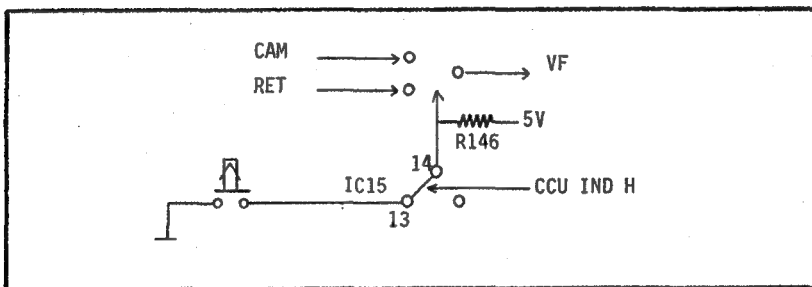 CAM
VF
RET
5V
R146
14
IC15
CCU IND H
13